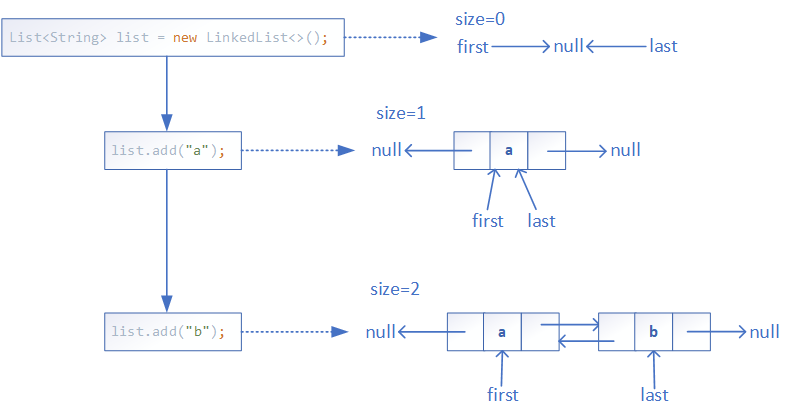 size=0
List<String> list = new LinkedList<>();
first null last
size=1
list.add("a");
null a null
first last
size=2
list.add("b");
null a b null
first last